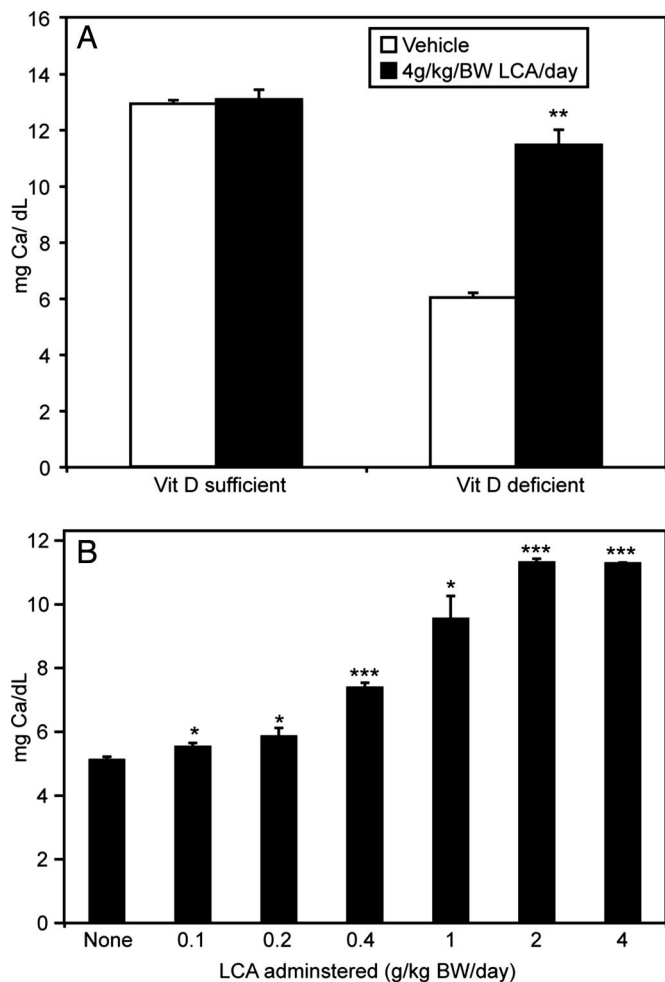 A
Vehicle
4g/kg/BW LCA/day
16
14
12
10
8
6
4
2
0
mg Ca/ dL
**
Vit D sufficient Vit D deficient
B
12
10
8
6
4
2
0
mg Ca/dL
* * *** * *** ***
None 0.1 0.2 0.4 1 2 4
LCA adminstered (g/kg BW/day)